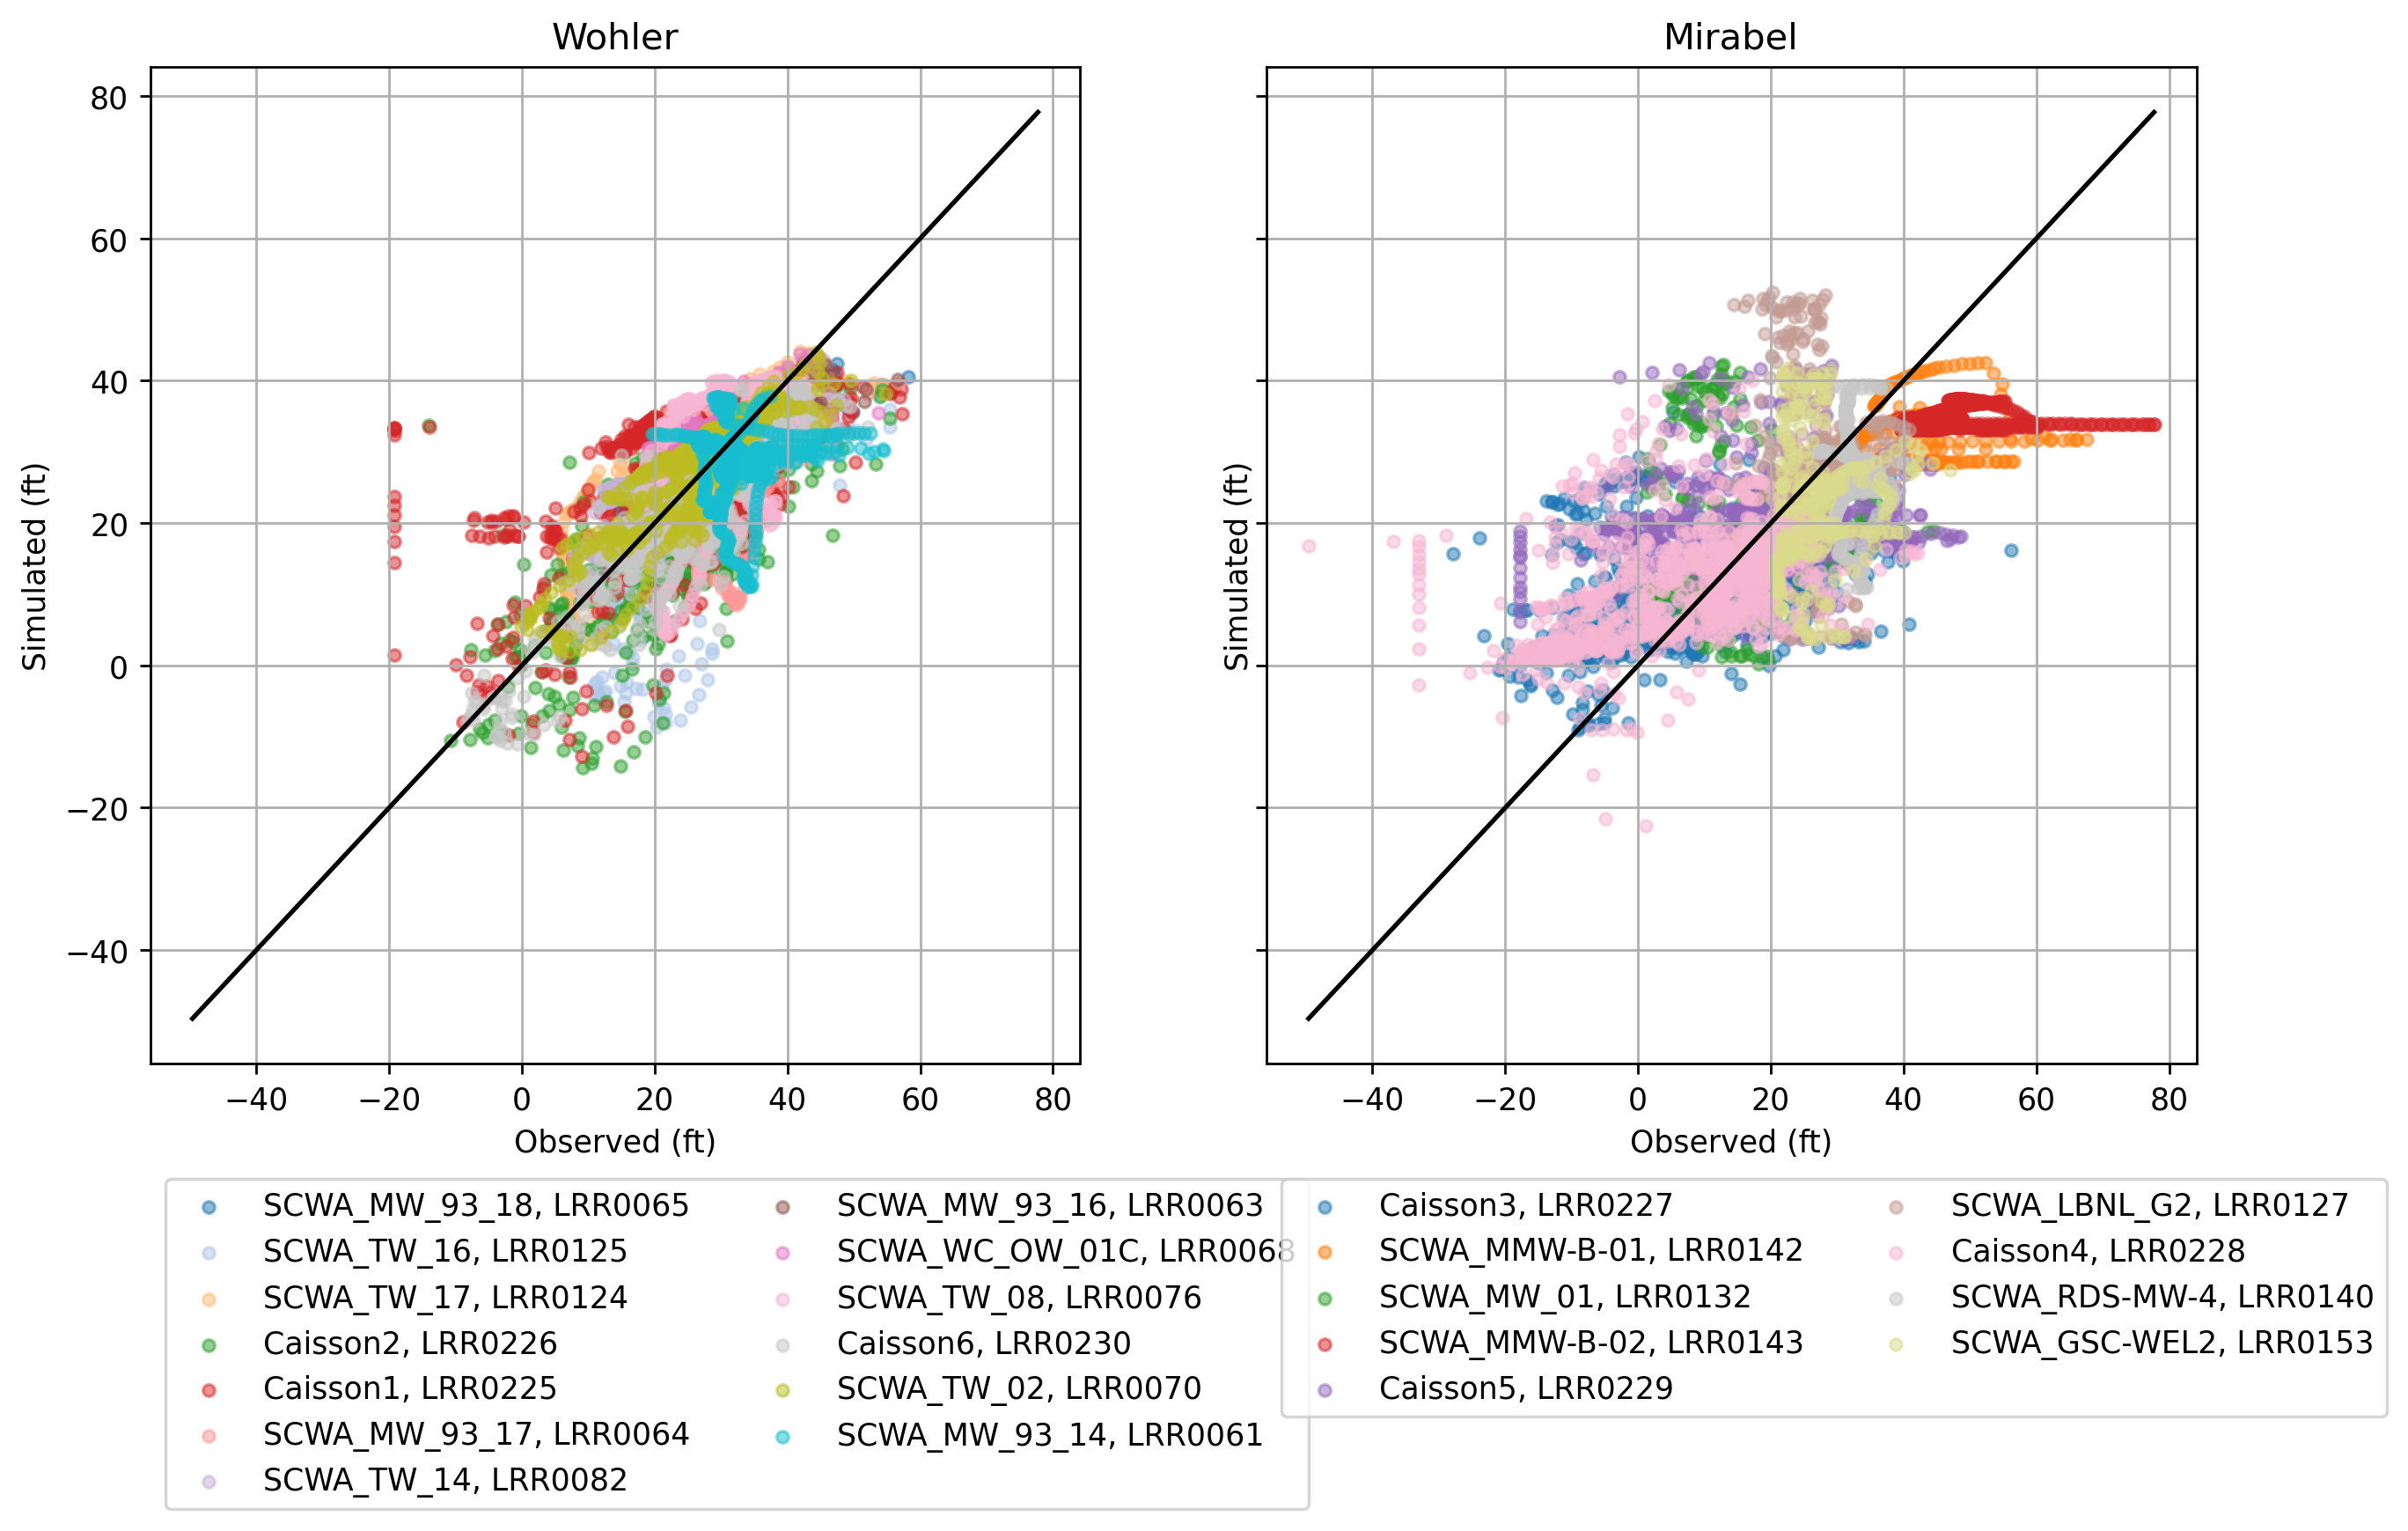 Wohler
Mirabel
80
60
40
20
0
−20
−40
Simulated (ft)
Simulated (ft)
−40 −20 0 20 40 60 80
−40 −20 0 20 40 60 80
Observed (ft)
Observed (ft)
SCWA_MW_93_18, LRR0065
SCWA_TW_16, LRR0125
SCWA_TW_17, LRR0124
Caisson2, LRR0226
Caisson1, LRR0225
SCWA_MW_93_17, LRR0064
SCWA_TW_14, LRR0082
SCWA_MW_93_16, LRR0063
SCWA_WC_OW_01C, LRR0068
SCWA_TW_08, LRR0076
Caisson6, LRR0230
SCWA_TW_02, LRR0070
SCWA_MW_93_14, LRR0061
Caisson3, LRR0227
SCWA_MMW-B-01, LRR0142
SCWA_MW_01, LRR0132
SCWA_MMW-B-02, LRR0143
Caisson5, LRR0229
SCWA_LBNL_G2, LRR0127
Caisson4, LRR0228
SCWA_RDS-MW-4, LRR0140
SCWA_GSC-WEL2, LRR0153